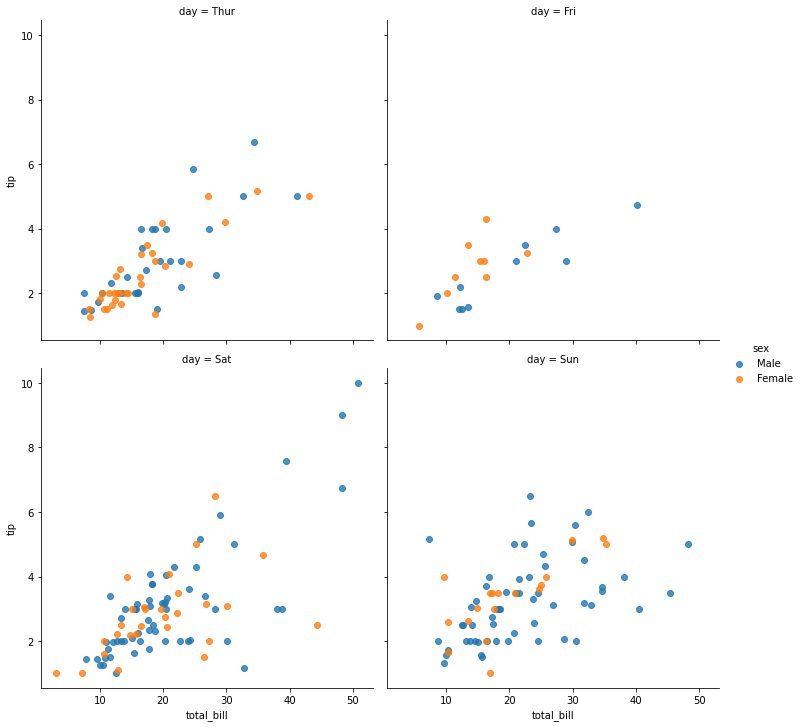 day = Thur
day = Fri
10
8
6
4
2
tip
day = Sat
day = Sun
sex
Male
Female
10
8
6
4
2
tip
10 20 30 40 50
10 20 30 40 50
total_bill
total_bill